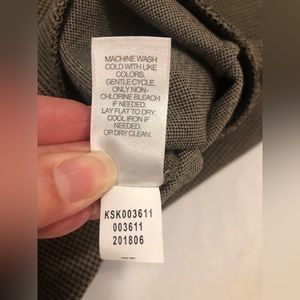 MACHINE WASH
COLD WITH LIKE
COLORS.
GENTLE CYCLE.
ONLY NON-
CHLORINE BLEACH
IF NEEDED.
LAY FLAT TO DRY.
COOL IRON IF
NEEDED.
OR DRY CLEAN.
KSK003611
003611
201806